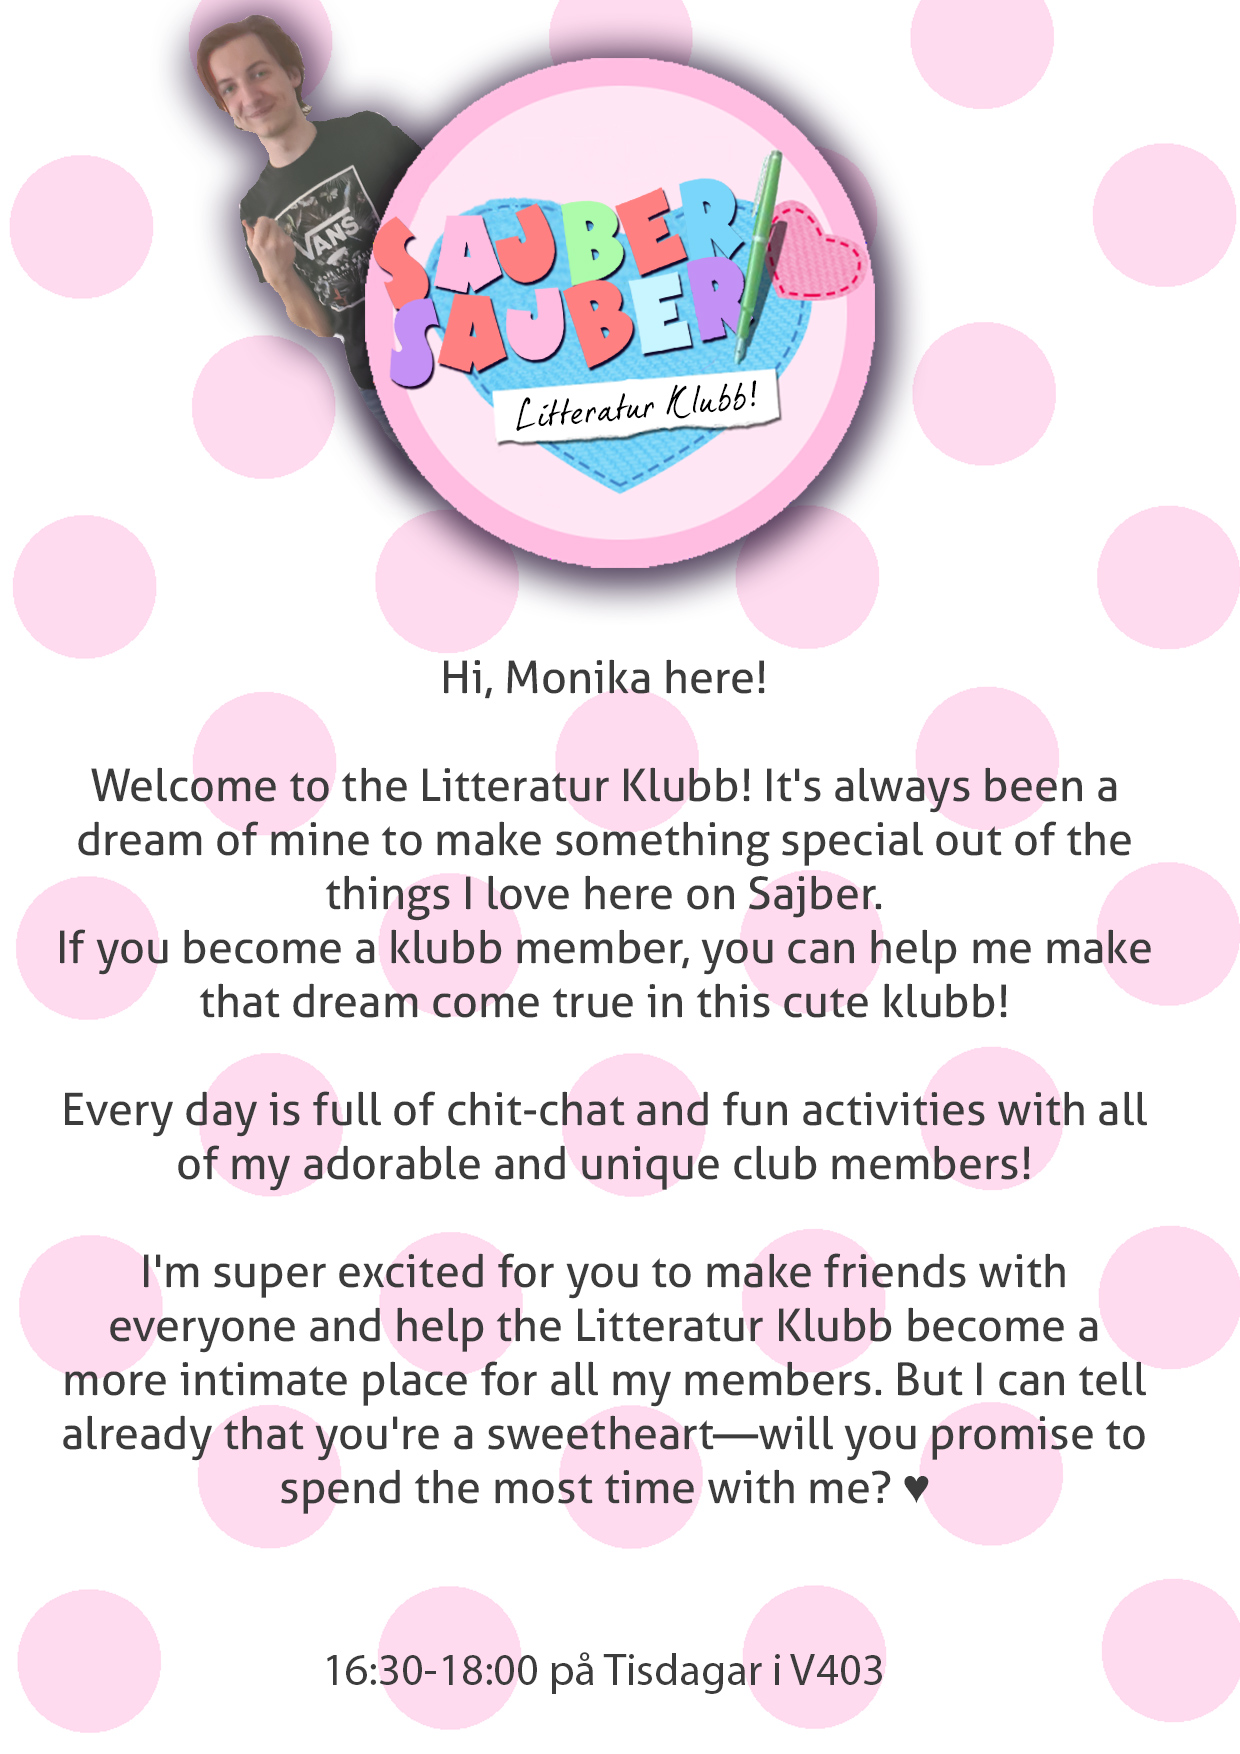 VANS
SAJBER
SAJBER
Litteratur Klubb!
Hi, Monika here!
Welcome to the Litteratur Klubb! It's always been a
dream of mine to make something special out of the
things I love here on Sajber.
If you become a klubb member, you can help me make
that dream come true in this cute klubb!
Every day is full of chit-chat and fun activities with all
of my adorable and unique club members!
I'm super excited for you to make friends with
everyone and help the Litteratur Klubb become a
more intimate place for all my members. But I can tell
already that you're a sweetheart—will you promise to
spend the most time with me? ♥
16:30-18:00 på Tisdagar i V403